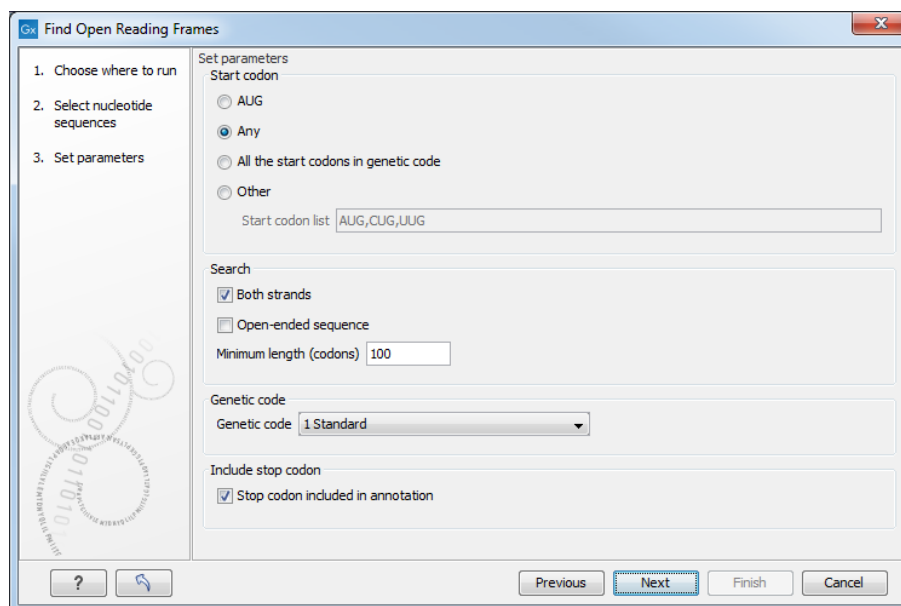 Gx Find Open Reading Frames
X
1. Choose where to run
2. Select nucleotide
sequences
3. Set parameters
Set parameters
Start codon
AUG
Any
All the start codons in genetic code
Other
Start codon list AUG,CUG,UUG
Search
Both strands
Open-ended sequence
Minimum length (codons) 100
Genetic code
Genetic code 1 Standard
Include stop codon
Stop codon included in annotation
?
Previous Next Finish Cancel